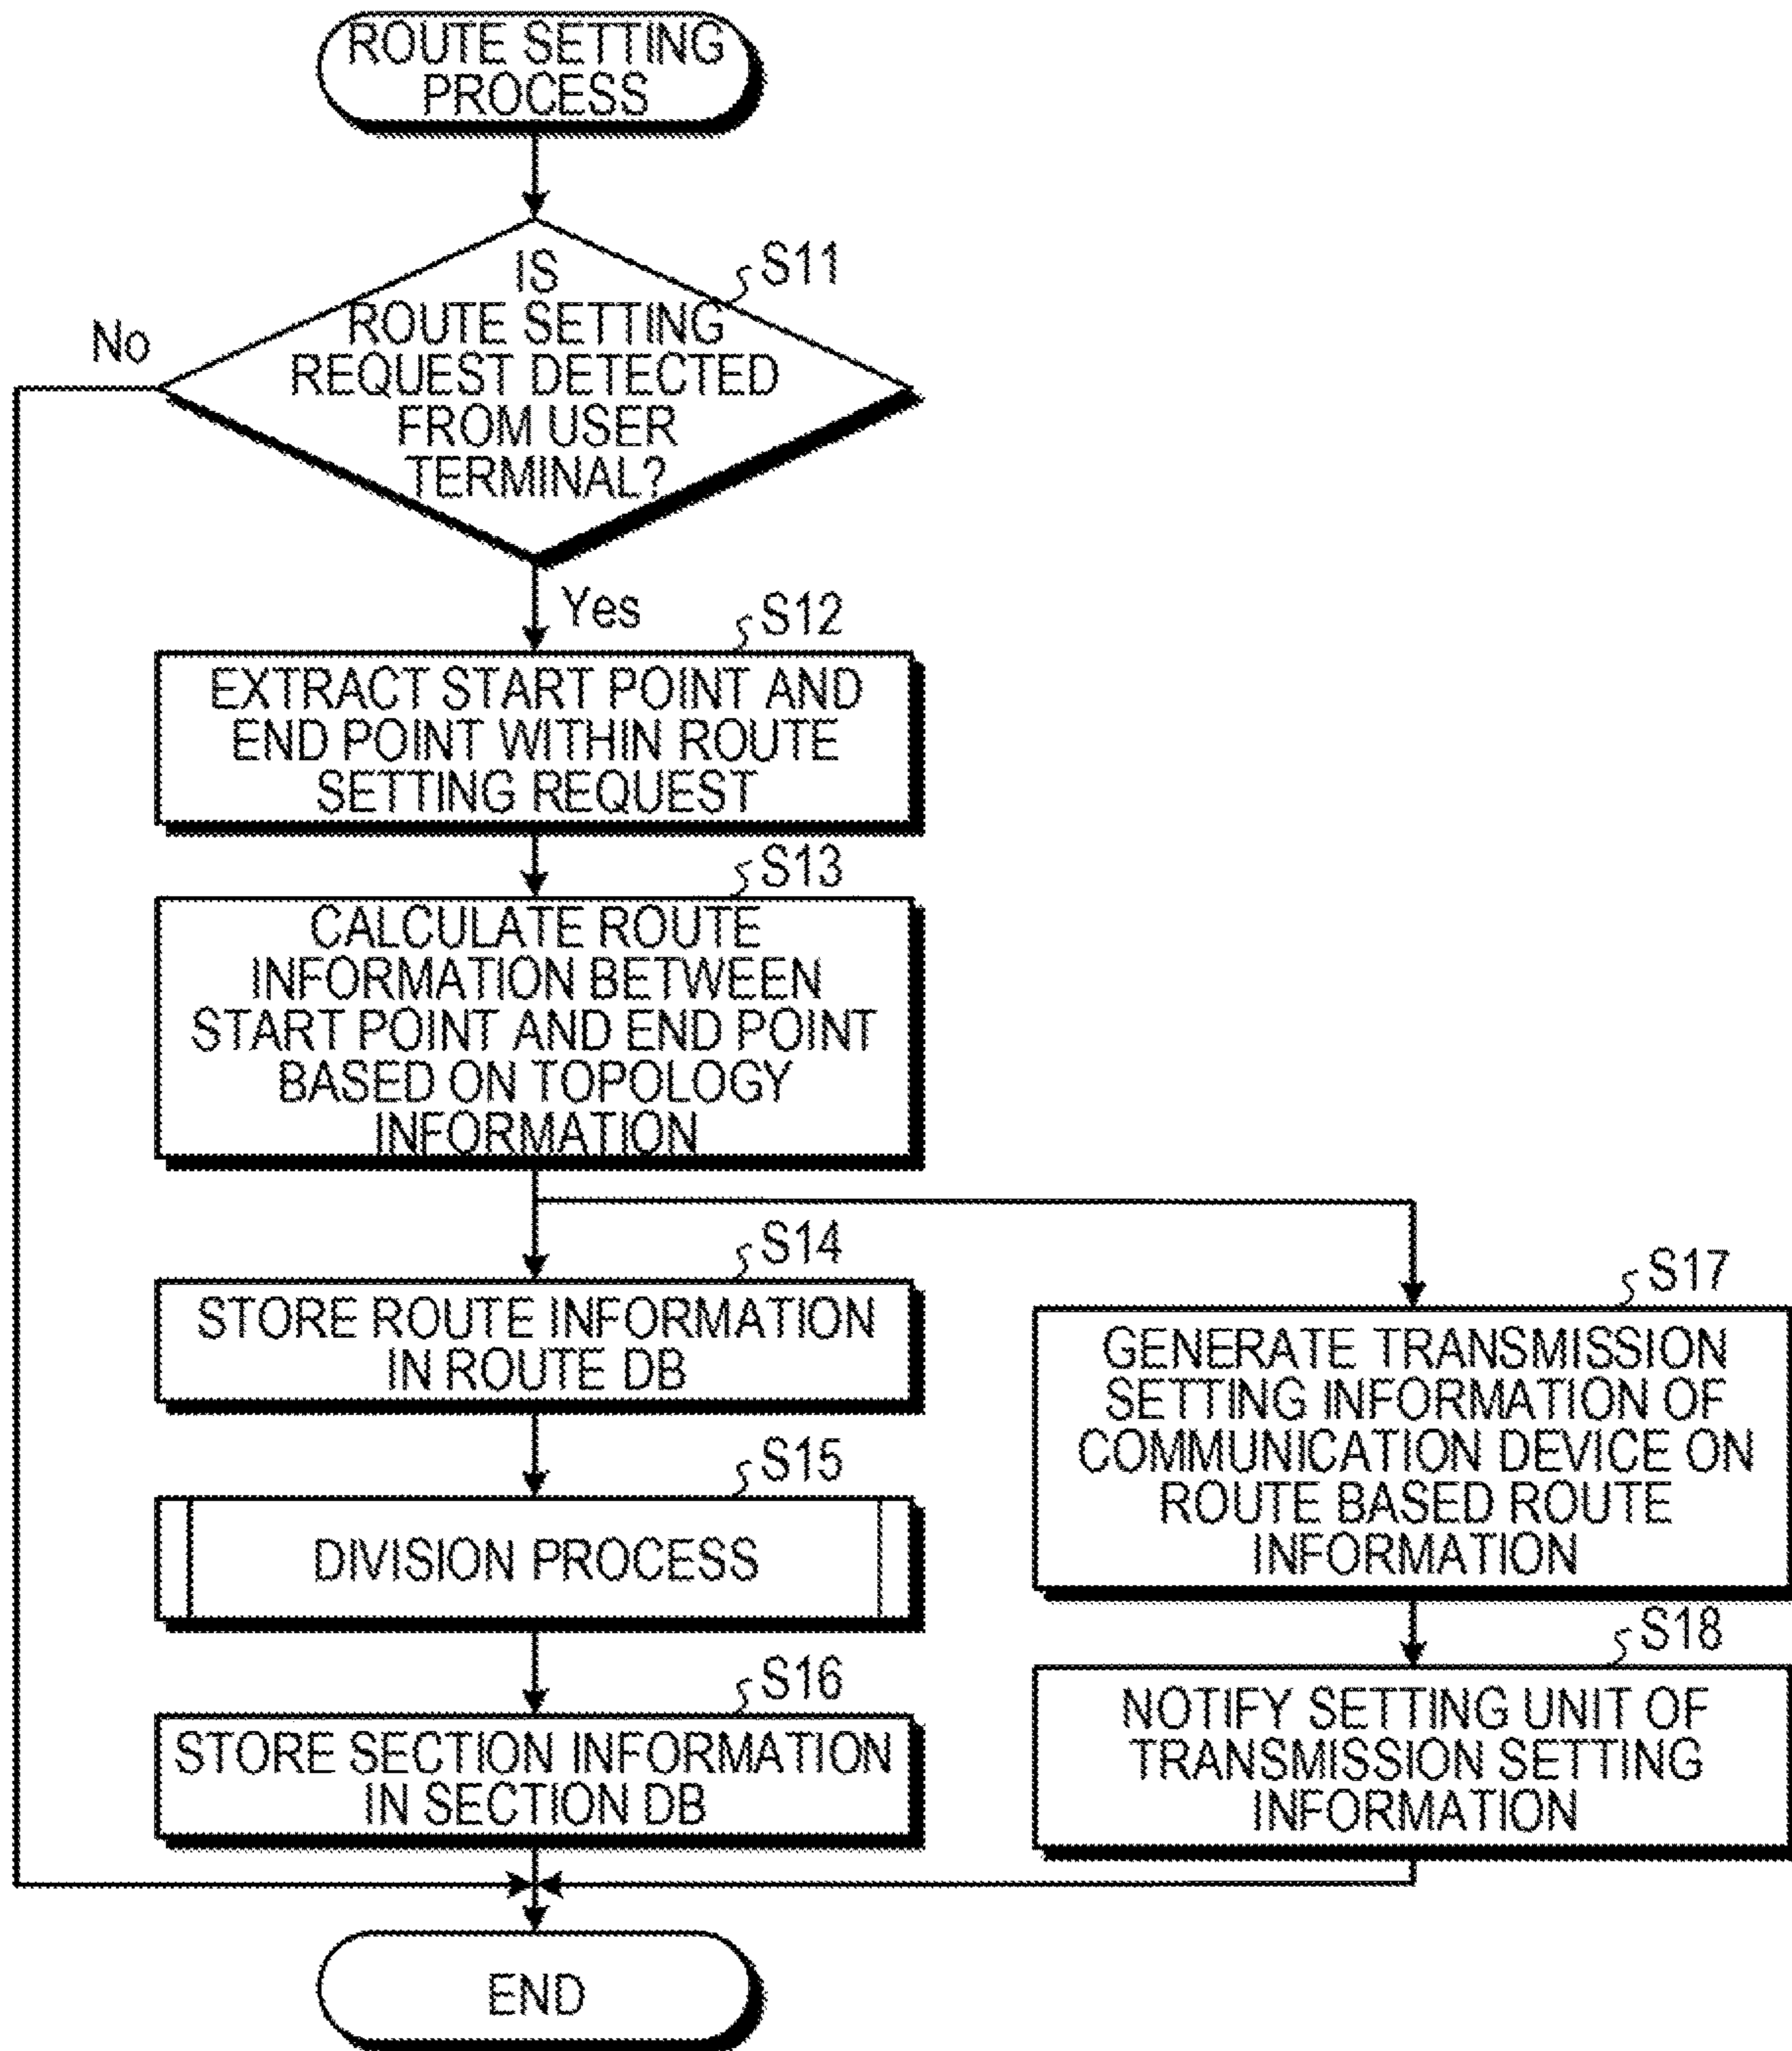 ROUTE SETTING
PROCESS
S11
IS
ROUTE SETTING
REQUEST DETECTED
FROM USER
TERMINAL?
No
Yes
S12
EXTRACT START POINT AND
END POINT WITHIN ROUTE
SETTING REQUEST
S13
CALCULATE ROUTE
INFORMATION BETWEEN
START POINT AND END POINT
BASED ON TOPOLOGY
INFORMATION
S14
STORE ROUTE INFORMATION
IN ROUTE DB
S15
DIVISION PROCESS
S16
STORE SECTION INFORMATION
IN SECTION DB
S17
GENERATE TRANSMISSION
SETTING INFORMATION OF
COMMUNICATION DEVICE ON
ROUTE BASED ROUTE
INFORMATION
S18
NOTIFY SETTING UNIT OF
TRANSMISSION SETTING
INFORMATION
END